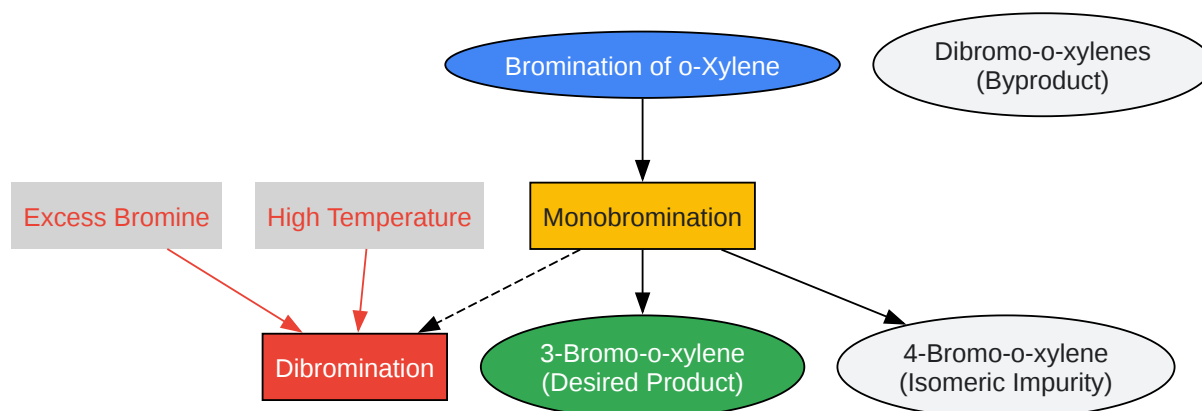 Bromination of o-Xylene
Dibromo-o-xylenes
(Byproduct)
Excess Bromine
High Temperature
Monobromination
Dibromination
3-Bromo-o-xylene
(Desired Product)
4-Bromo-o-xylene
(Isomeric Impurity)